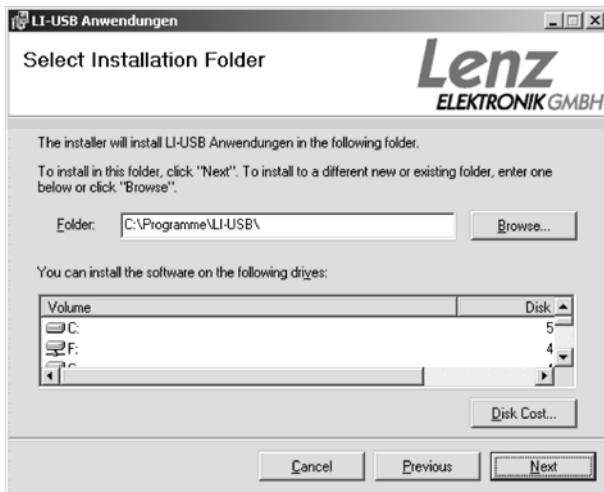 LI-USB Anwendungen
Select Installation Folder
Lenz
ELEKTRONIK GMBH
The installer will install LI-USB Anwendungen in the following folder.
To install in this folder, click "Next". To install to a different new or existing folder, enter one
below or click "Browse".
Folder: C:\Programme\LI-USB\ Browse...
You can install the software on the following drives:
Volume Disk
C: 5
F: 4
Disk Cost...
Cancel Previous Next